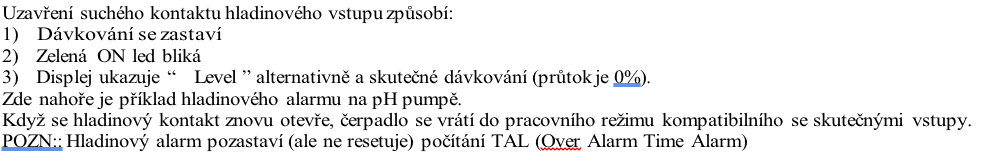 Uzavření suchého kontaktu hladinového vstupu způsobí:
1) Dávkování se zastaví
2) Zelená ON led bliká
3) Displej ukazuje “ Level ” alternativně a skutečné dávkování (průtok je 0%).
Zde nahoře je příklad hladinového alarmu na pH pumpě.
Když se hladinový kontakt znovu otevře, čerpadlo se vrátí do pracovního režimu kompatibilního se skutečnými vstupy.
POZN:: Hladinový alarm pozastaví (ale ne resetuje) počítání TAL (Over Alarm Time Alarm)